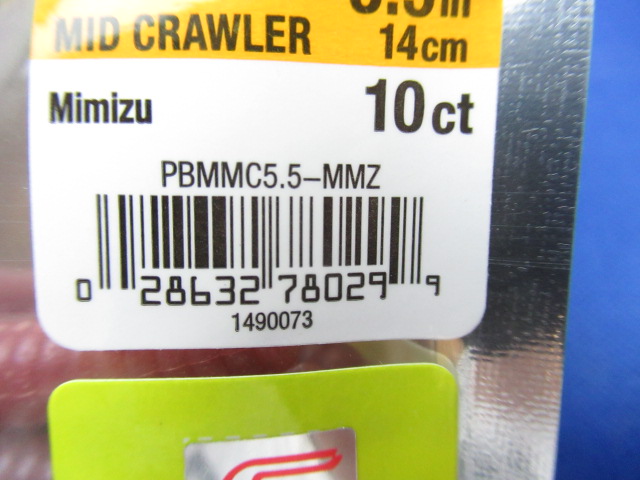 MID CRAWLER
14cm
Mimizu
10ct
PBMMC5.5-MMZ
0 28632 78029 9
1490073